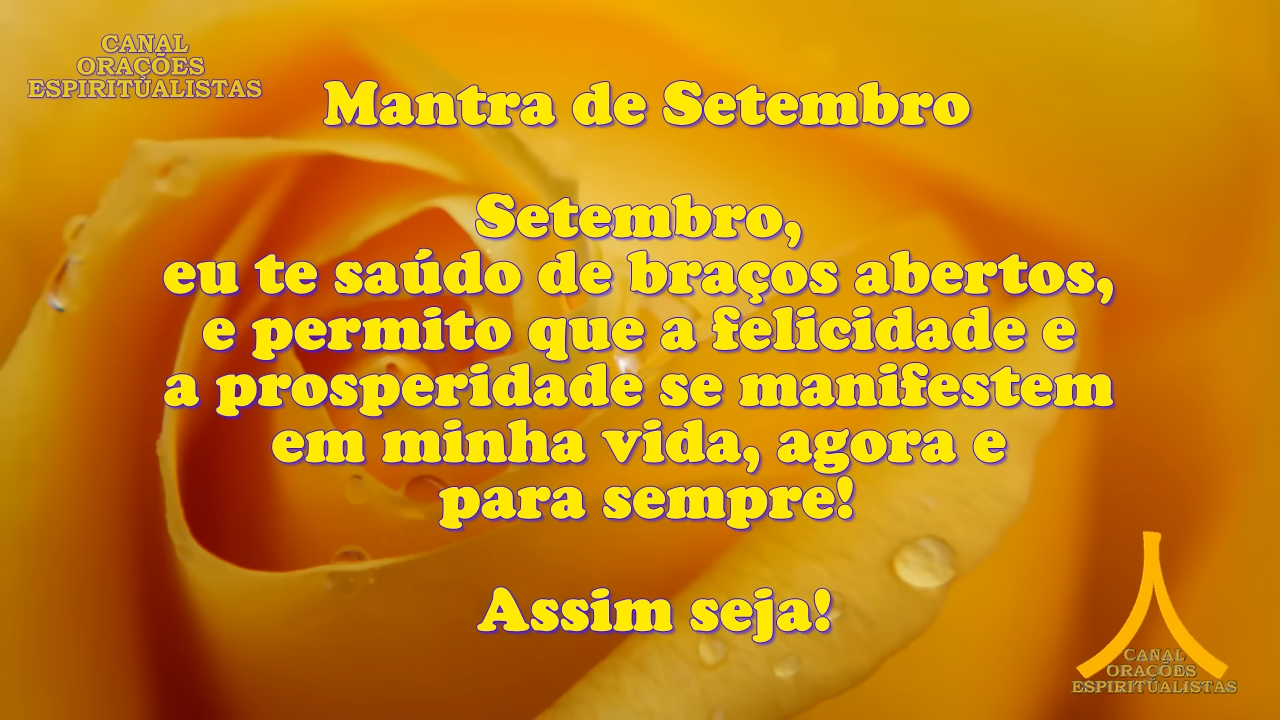 CANAL
ORAÇÕES
ESPIRITUALISTAS
Mantra de Setembro
Setembro,
eu te saúdo de braços abertos,
e permito que a felicidade e
a prosperidade se manifestem
em minha vida, agora e
para sempre!
Assim seja!
CANAL
ORAÇÕES
ESPIRITUALISTAS